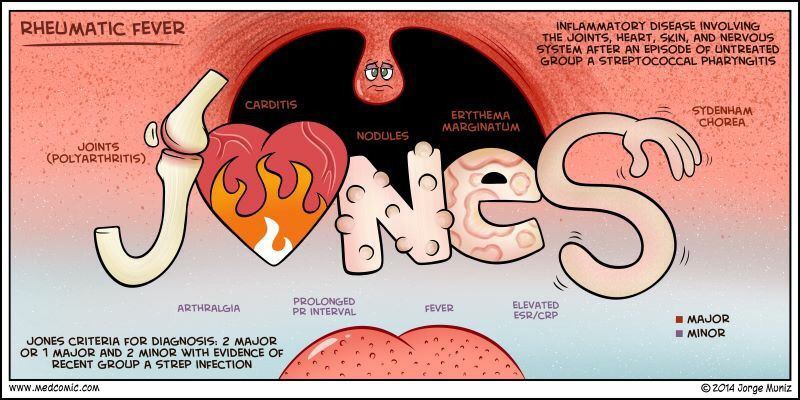 RHEUMATIC FEVER
INFLAMMATORY DISEASE INVOLVING
THE JOINTS, HEART, SKIN, AND NERVOUS
SYSTEM AFTER AN EPISODE OF UNTREATED
GROUP A STREPTOCOCCAL PHARYNGITIS
CARDITIS
NODULES
ERYTHEMA
MARGINATUM
SYDENHAM
CHOREA
JOINTS
(POLYARTHRITIS)
JONeS
ARTHRALGIA
PROLONGED
PR INTERVAL
FEVER
ELEVATED
ESR/CRP
MAJOR
MINOR
JONES CRITERIA FOR DIAGNOSIS: 2 MAJOR
OR 1 MAJOR AND 2 MINOR WITH EVIDENCE OF
RECENT GROUP A STREP INFECTION
www.medcomic.com
© 2014 Jorge Muniz